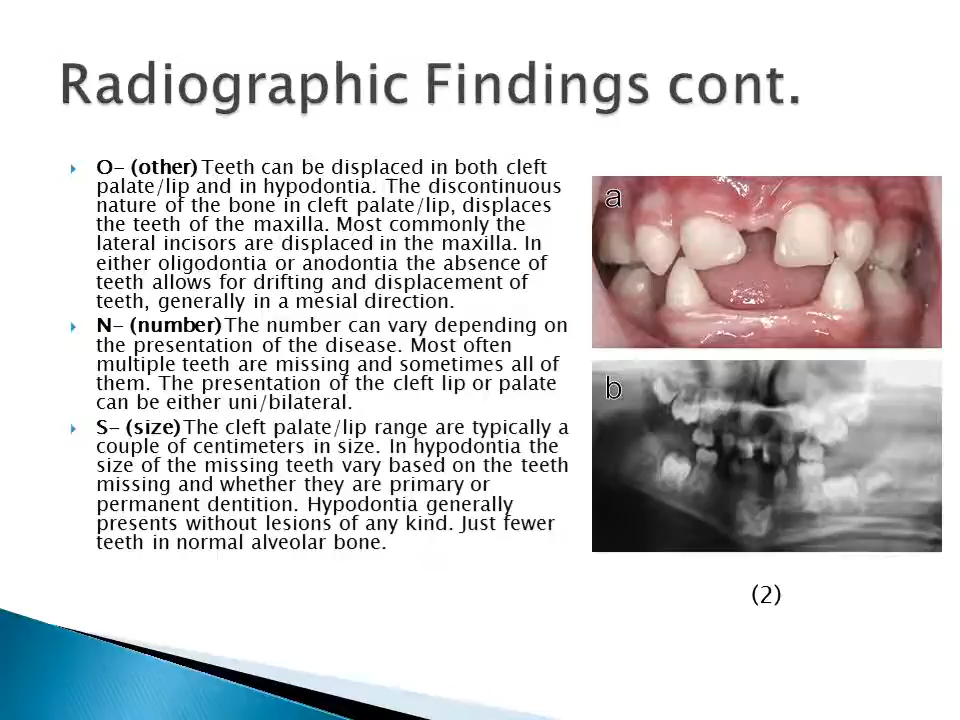 Radiographic Findings cont.
O- (other) Teeth can be displaced in both cleft
palate/lip and in hypodontia. The discontinuous
nature of the bone in cleft palate/lip, displaces
the teeth of the maxilla. Most commonly the
lateral incisors are displaced in the maxilla. In
either oligodontia or anodontia the absence of
teeth allows for drifting and displacement of
teeth, generally in a mesial direction.
N- (number) The number can vary depending on
the presentation of the disease. Most often
multiple teeth are missing and sometimes all of
them. The presentation of the cleft lip or palate
can be either uni/bilateral.
S- (size) The cleft palate/lip range are typically a
couple of centimeters in size. In hypodontia the
size of the missing teeth vary based on the teeth
missing and whether they are primary or
permanent dentition. Hypodontia generally
presents without lesions of any kind. Just fewer
teeth in normal alveolar bone.
a
b
(2)